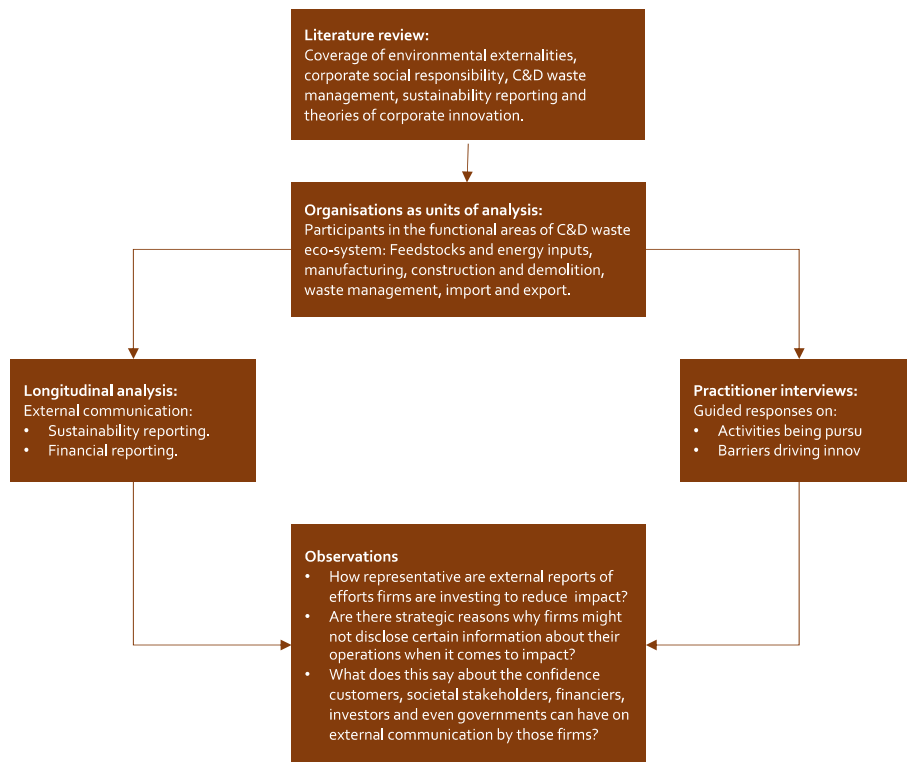 Literature review:
Coverage of environmental externalities,
corporate social responsibility, C&D waste
management, sustainability reporting and
theories of corporate innovation.
Organisations as units of analysis:
Participants in the functional areas of C&D waste
eco-system: Feedstocks and energy inputs,
manufacturing, construction and demolition,
waste management, import and export.
Longitudinal analysis:
External communication:
• Sustainability reporting.
• Financial reporting.
Practitioner interviews:
Guided responses on:
• Activities being pursu
• Barriers driving innov
Observations
• How representative are external reports of
efforts firms are investing to reduce impact?
• Are there strategic reasons why firms might
not disclose certain information about their
operations when it comes to impact?
• What does this say about the confidence
customers, societal stakeholders, financiers,
investors and even governments can have on
external communication by those firms?